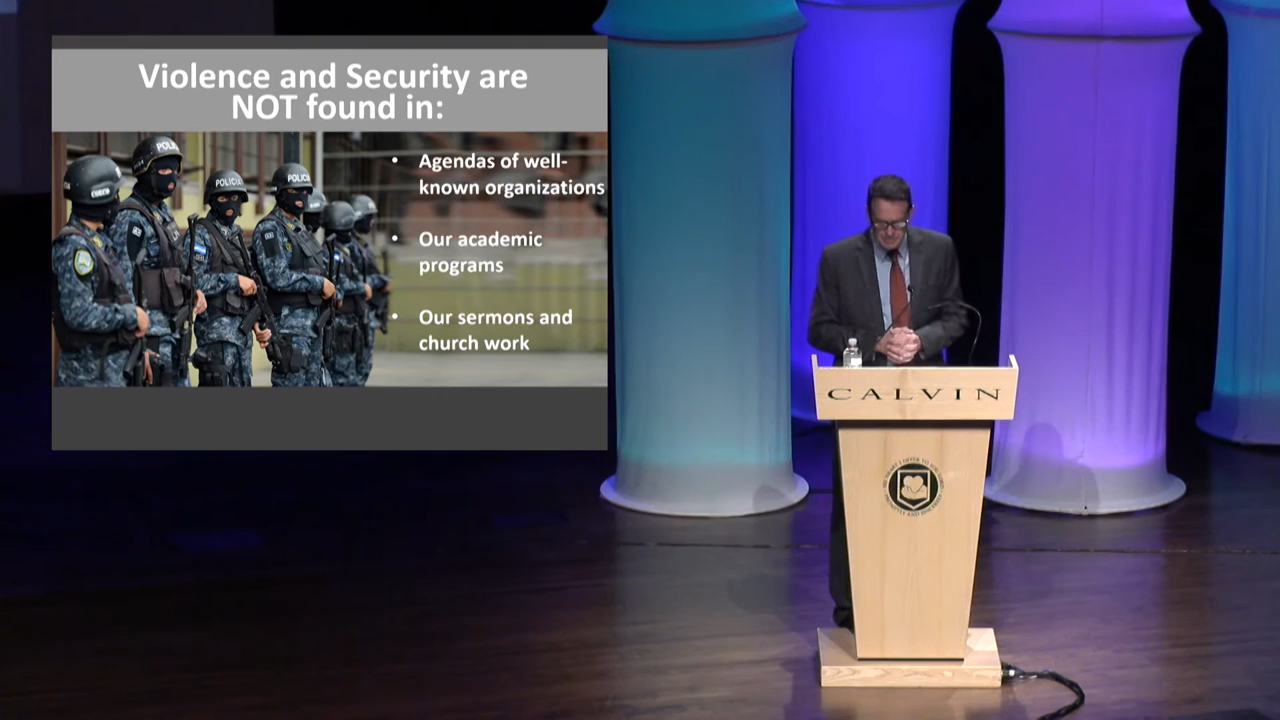 Violence and Security are
NOT found in:
• Agendas of well-
known organizations
• Our academic
programs
• Our sermons and
church work
POLICIA
POLICIA
CALVIN